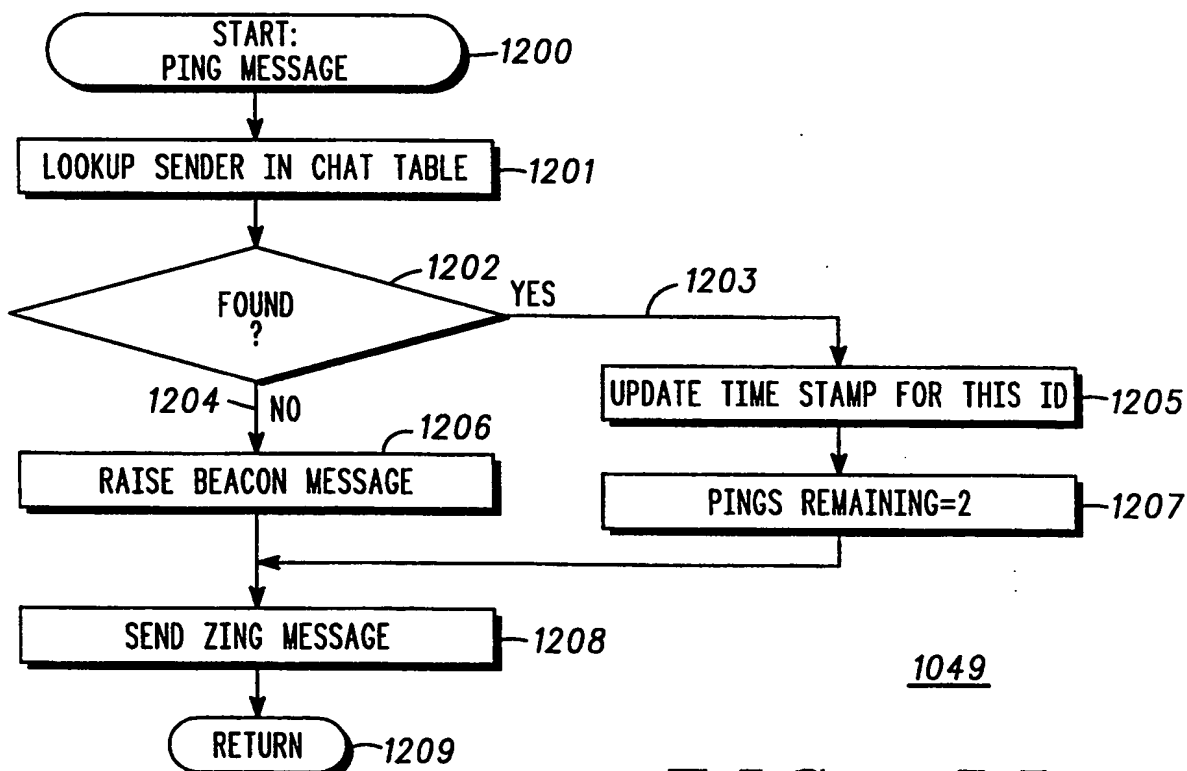 START:
PING MESSAGE
1200
LOOKUP SENDER IN CHAT TABLE
1201
1202
FOUND
?
YES
1203
1204
NO
UPDATE TIME STAMP FOR THIS ID
1205
1206
RAISE BEACON MESSAGE
PINGS REMAINING=2
1207
SEND ZING MESSAGE
1208
1049
RETURN
1209